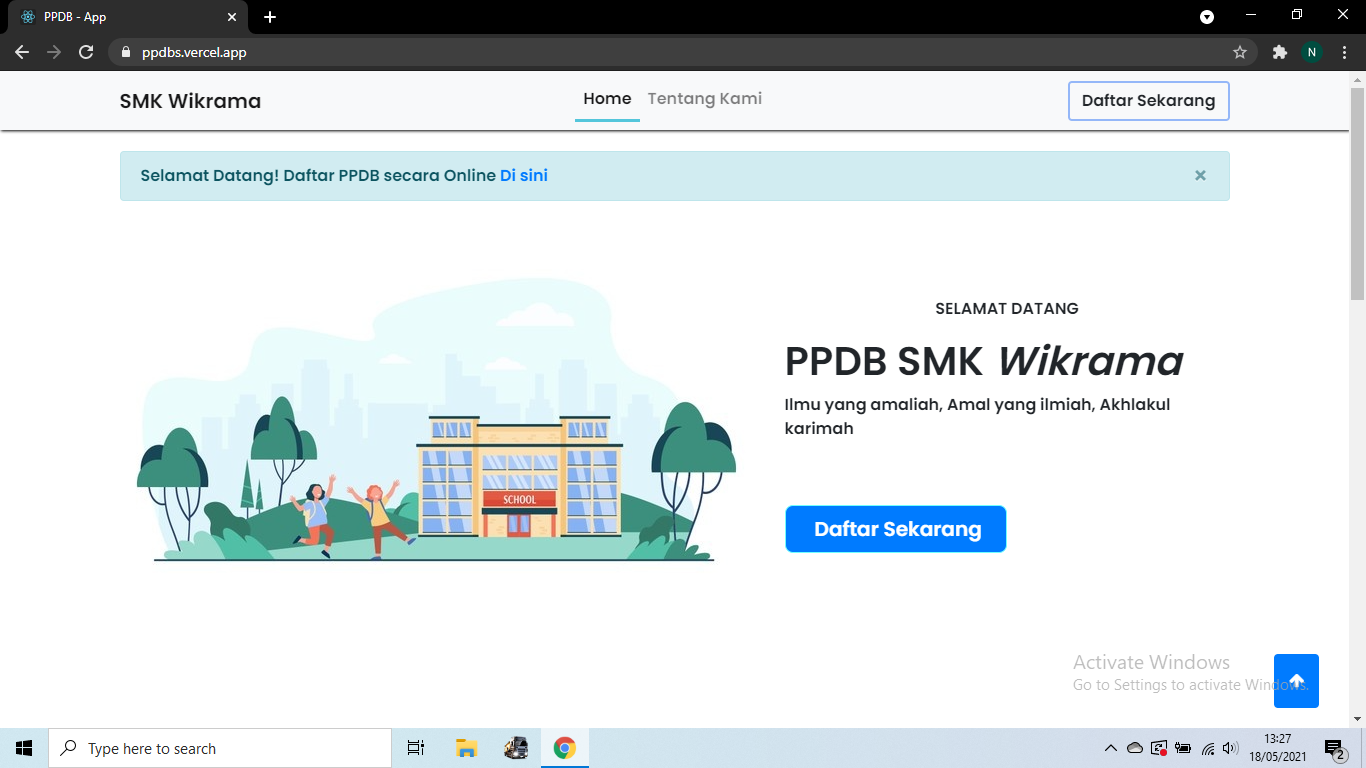 PPDB - App
ppdbs.vercel.app
N
SMK Wikrama
Home
Tentang Kami
Daftar Sekarang
Selamat Datang! Daftar PPDB secara Online Di sini
SELAMAT DATANG
PPDB SMK Wikrama
Ilmu yang amaliah, Amal yang ilmiah, Akhlakul
karimah
SCHOOL
Daftar Sekarang
Activate Windows
Go to Settings to activate Windows.
Type here to search
13:27
18/05/2021
2